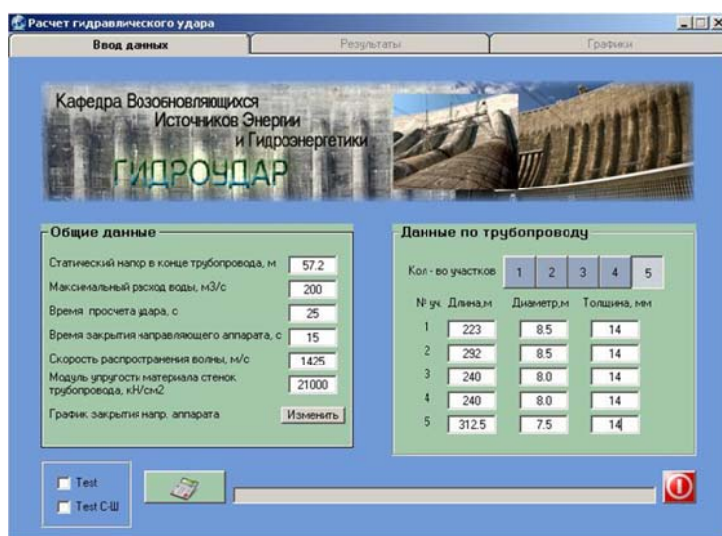 Расчет гидравлического удара
Ввод данных Результаты Графики
Кафедра Возобновляющихся
Источников Энергии
и Гидроэнергетики
ГИДРОУДАР
Общие данные
Статический напор в конце трубопровода, м 57.2
Максимальный расход воды, м3/с 200
Время просчета удара, с 25
Время закрытия направляющего аппарата, с 15
Скорость распространения волны, м/с 1425
Модуль упругости материала стенок
трубопровода, кН/см2 21000
График закрытия напр. аппарата Изменить
Данные по трубопроводу
Кол - во участков 1 2 3 4 5
№ уч. Длина,м Диаметр,м Толщина, мм
1 223 8.5 14
2 292 8.5 14
3 240 8.0 14
4 240 8.0 14
5 312.5 7.5 14
Test
Test С-Ш